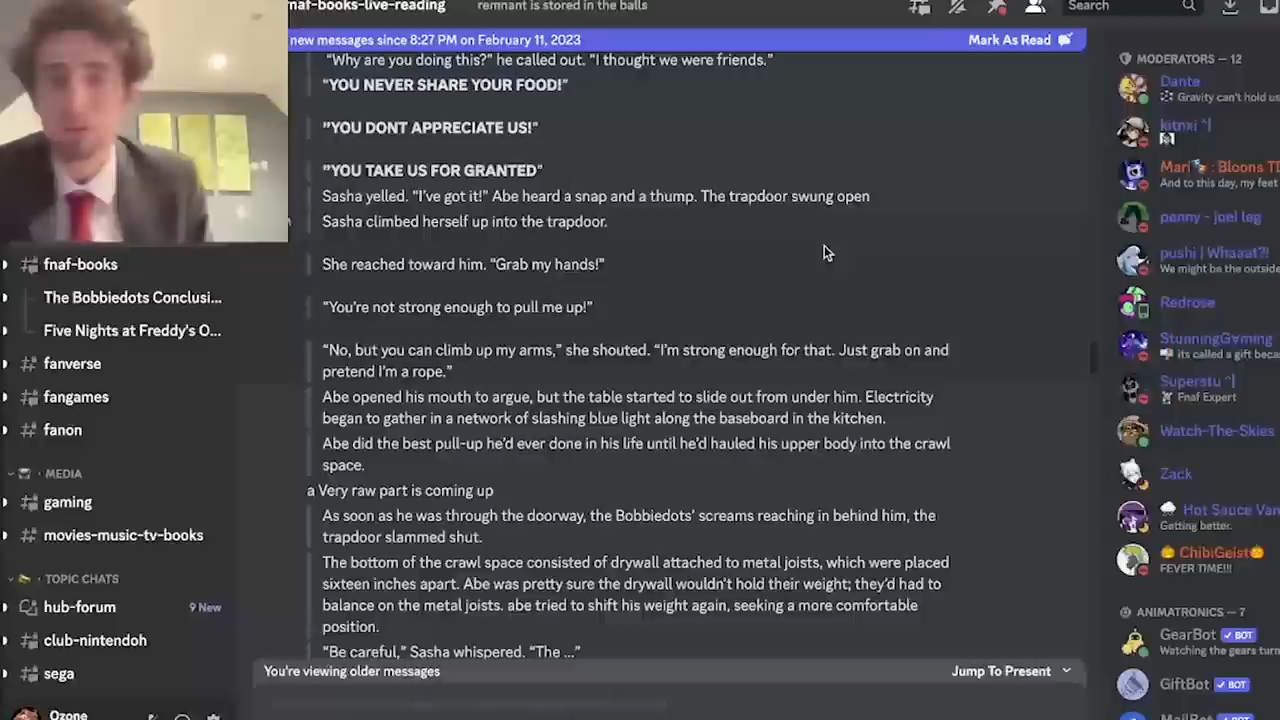 fnaf-books-live-reading
remnant is stored in the balls
Search
new messages since 8:27 PM on February 11, 2023
Mark As Read
"Why are you doing this?" he called out. "I thought we were friends."
"YOU NEVER SHARE YOUR FOOD!"
"YOU DONT APPRECIATE US!"
"YOU TAKE US FOR GRANTED"
Sasha yelled. "I've got it!" Abe heard a snap and a thump. The trapdoor swung open
Sasha climbed herself up into the trapdoor.
She reached toward him. "Grab my hands!"
"You're not strong enough to pull me up!"
"No, but you can climb up my arms," she shouted. "I'm strong enough for that. Just grab on and
pretend I'm a rope."
Abe opened his mouth to argue, but the table started to slide out from under him. Electricity
began to gather in a network of slashing blue light along the baseboard in the kitchen.
Abe did the best pull-up he'd ever done in his life until he'd hauled his upper body into the crawl
space.
a Very raw part is coming up
As soon as he was through the doorway, the Bobbiedots' screams reaching in behind him, the
trapdoor slammed shut.
The bottom of the crawl space consisted of drywall attached to metal joists, which were placed
sixteen inches apart. Abe was pretty sure the drywall wouldn't hold their weight; they'd had to
balance on the metal joists. abe tried to shift his weight again, seeking a more comfortable
position.
"Be careful," Sasha whispered. "The ..."
You're viewing older messages
Jump To Present
fnaf-books
The Bobbiedots Conclusi...
Five Nights at Freddy's O...
fanverse
fangames
fanon
MEDIA
gaming
movies-music-tv-books
TOPIC CHATS
hub-forum
9 New
club-nintendoh
sega
Ozone
MODERATORS — 12
Dante
Gravity can't hold us
kitnxi ^|
Mari : Bloons TD
And to this day, my feet
penny - joel leg
pushi | Whaaat?!
We might be the outside
Redrose
StunningGvming
its called a gift beca
Superstu ^|
Fnaf Expert
Watch-The-Skies
Zack
Hot Sauce Van
Getting better.
ChibiGeist
FEVER TIME!!!
ANIMATRONICS — 7
GearBot BOT
Watching the gears turn
GiftBot BOT
MailBot BOT